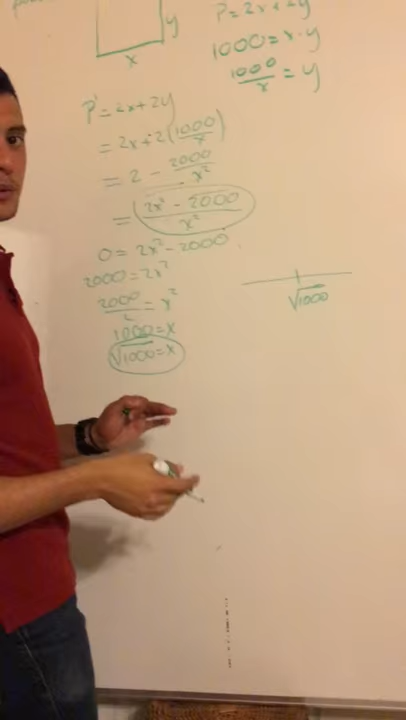 P = 2x + 2y
y
x
1000 = x · y
1000/x = y
P' = 2x + 2y
= 2x + 2(1000/x)
= 2 - 2000/x²
= (2x² - 2000)/x²
0 = 2x² - 2000
2000 = 2x²
2000/2 = x²
1000 = x
√1000 = x
√1000